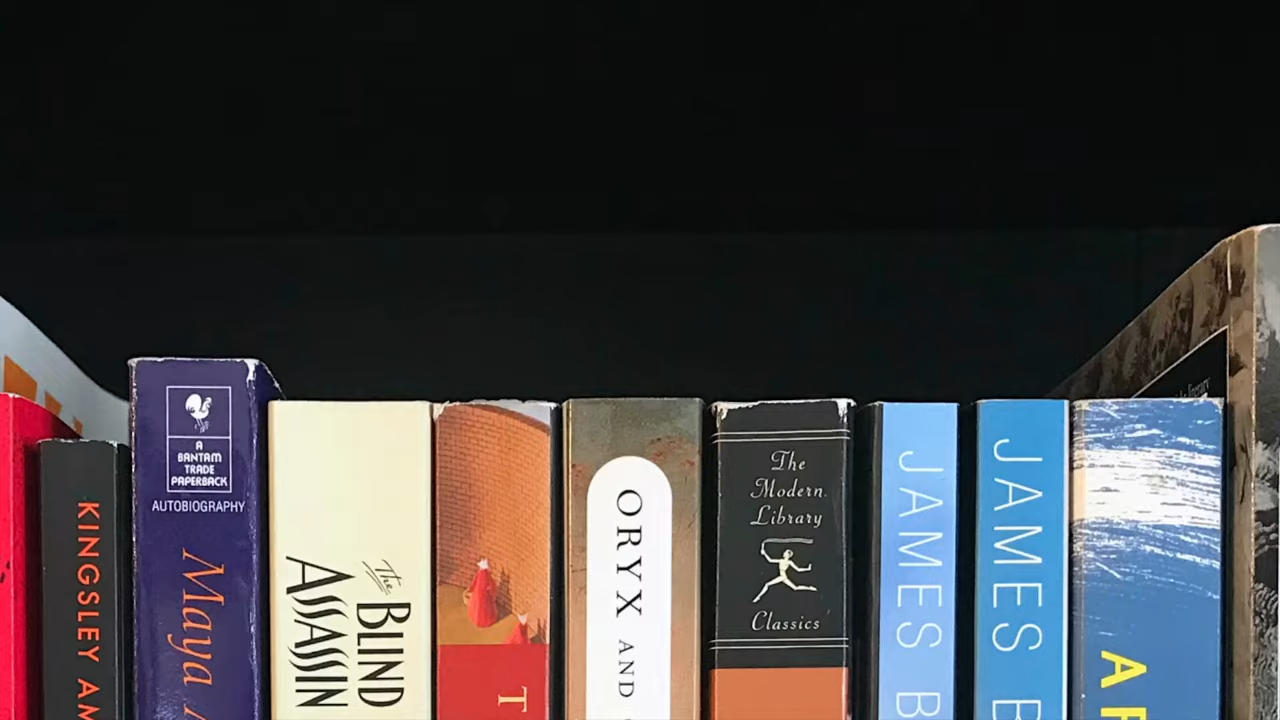 KINGSLEY AM
A
BANTAM
TRADE
PAPERBACK
AUTOBIOGRAPHY
Maya
The
BLIND
ASSASSIN
T
ORYX AND
The
Modern
Library
Classics
JAMES B
JAMES B
A F